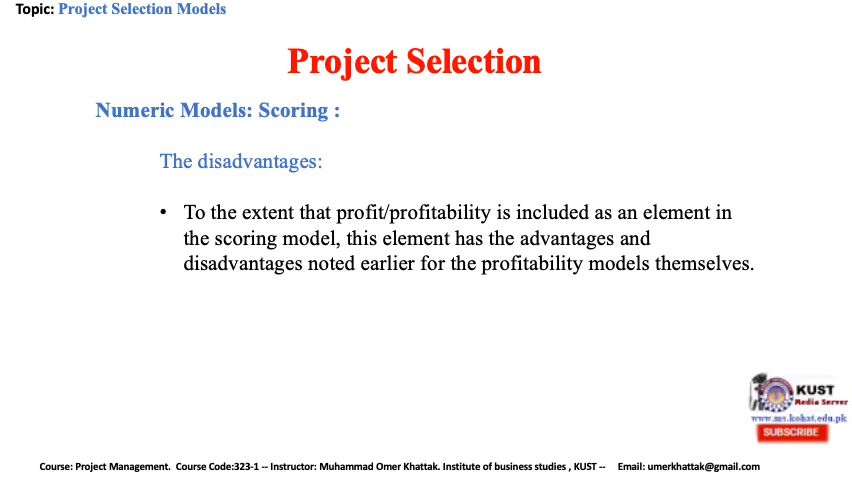 Topic: Project Selection Models
Project Selection
Numeric Models: Scoring :
The disadvantages:
• To the extent that profit/profitability is included as an element in
the scoring model, this element has the advantages and
disadvantages noted earlier for the profitability models themselves.
KUST
Media Server
www.ms.kohat.edu.pk
SUBSCRIBE
Course: Project Management. Course Code:323-1 -- Instructor: Muhammad Omer Khattak. Institute of business studies , KUST -- Email: umerkhattak@gmail.com